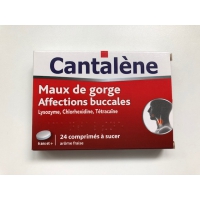 Cantalène
Maux de gorge
Affections buccales
Lysozyme, Chlorhexidine, Tétracaïne
24 comprimés à sucer
arôme fraise